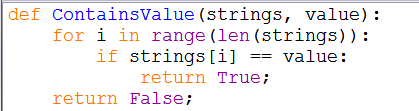 def ContainsValue(strings, value):
    for i in range(len(strings)):
        if strings[i] == value:
            return True;
    return False;